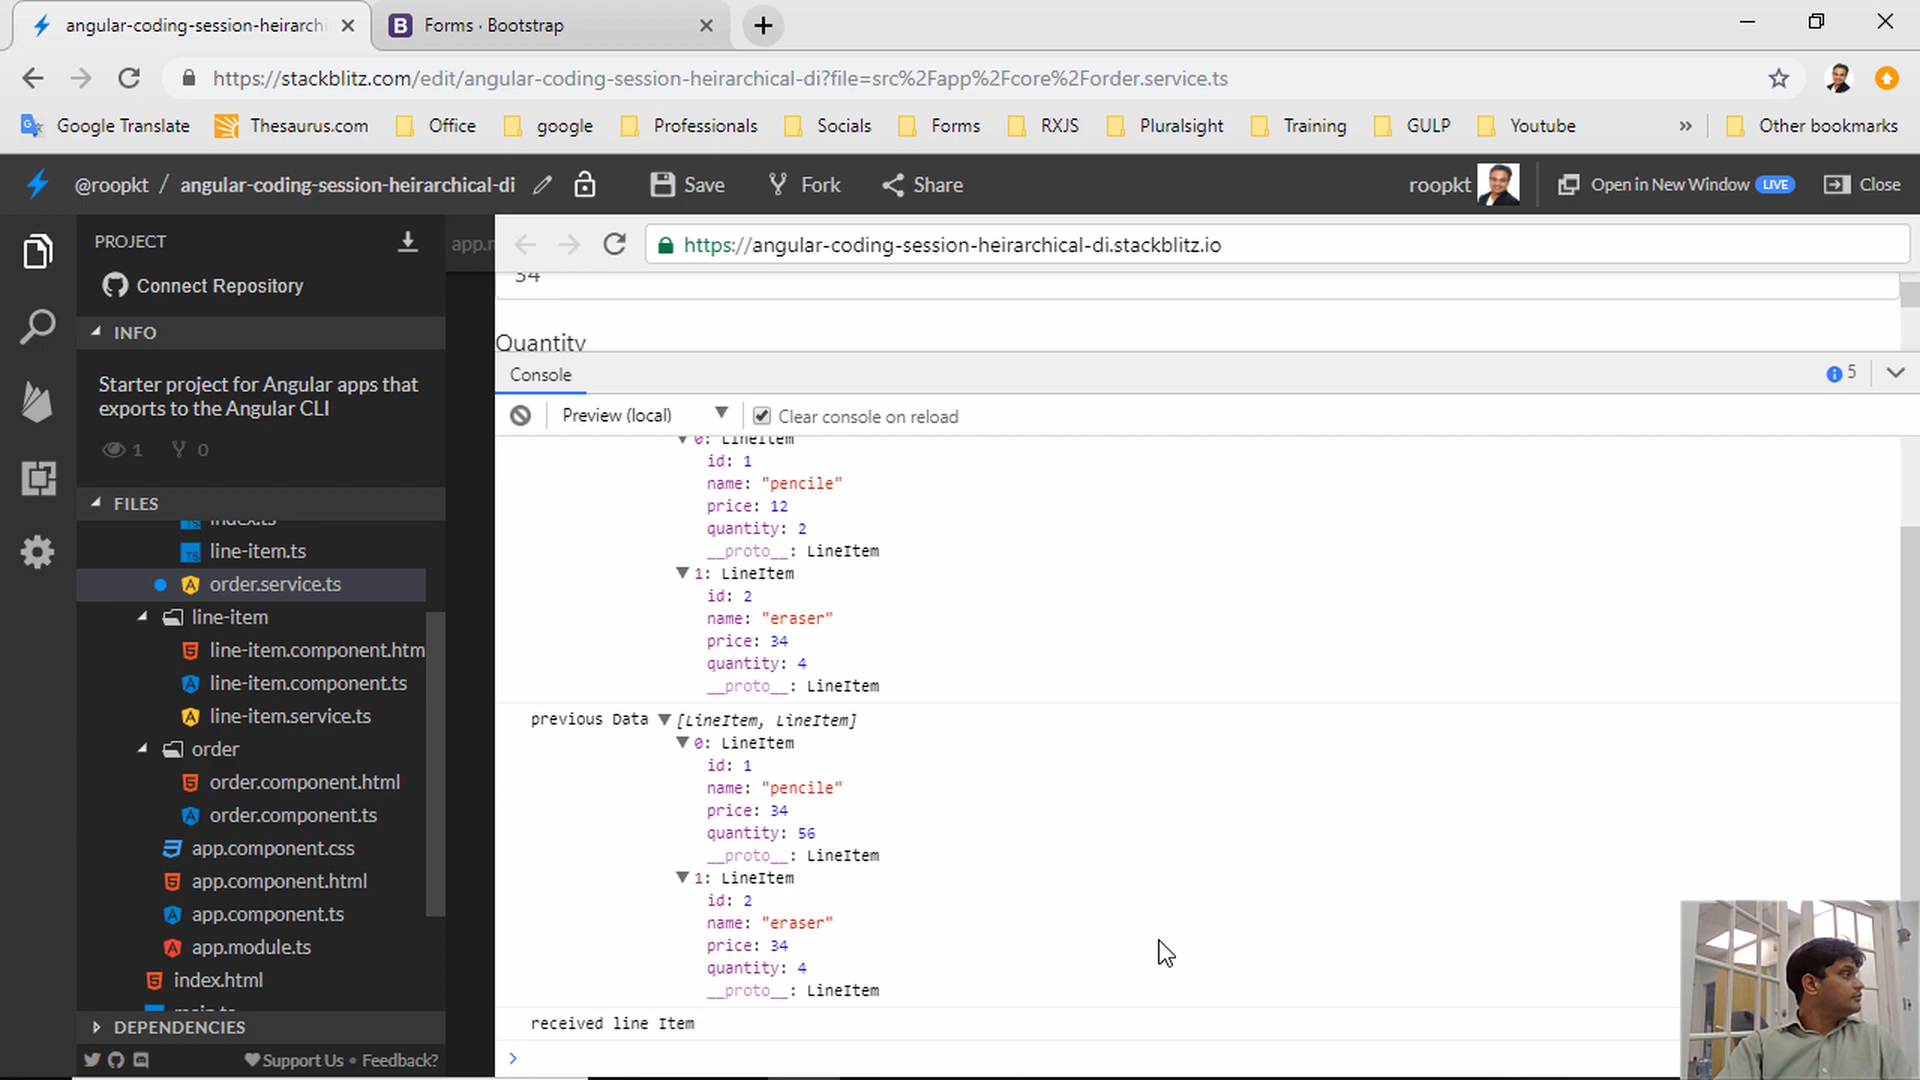 angular-coding-session-heirarchi
Forms · Bootstrap
https://stackblitz.com/edit/angular-coding-session-heirarchical-di?file=src%2Fapp%2Fcore%2Forder.service.ts
Google Translate
Thesaurus.com
Office
google
Professionals
Socials
Forms
RXJS
Pluralsight
Training
GULP
Youtube
»
Other bookmarks
@roopkt / angular-coding-session-heirarchical-di
Save
Fork
Share
roopkt
Open in New Window LIVE
Close
PROJECT
Connect Repository
INFO
Starter project for Angular apps that
exports to the Angular CLI
1
0
FILES
index.ts
line-item.ts
order.service.ts
line-item
line-item.component.htm
line-item.component.ts
line-item.service.ts
order
order.component.html
order.component.ts
app.component.css
app.component.html
app.component.ts
app.module.ts
index.html
main.ts
DEPENDENCIES
Support Us • Feedback?
app.m
https://angular-coding-session-heirarchical-di.stackblitz.io
34
Quantity
Console
5
Preview (local)
Clear console on reload
0: LineItem
id: 1
name: "pencile"
price: 12
quantity: 2
__proto__: LineItem
1: LineItem
id: 2
name: "eraser"
price: 34
quantity: 4
__proto__: LineItem
previous Data [LineItem, LineItem]
0: LineItem
id: 1
name: "pencile"
price: 34
quantity: 56
__proto__: LineItem
1: LineItem
id: 2
name: "eraser"
price: 34
quantity: 4
__proto__: LineItem
received line Item
>